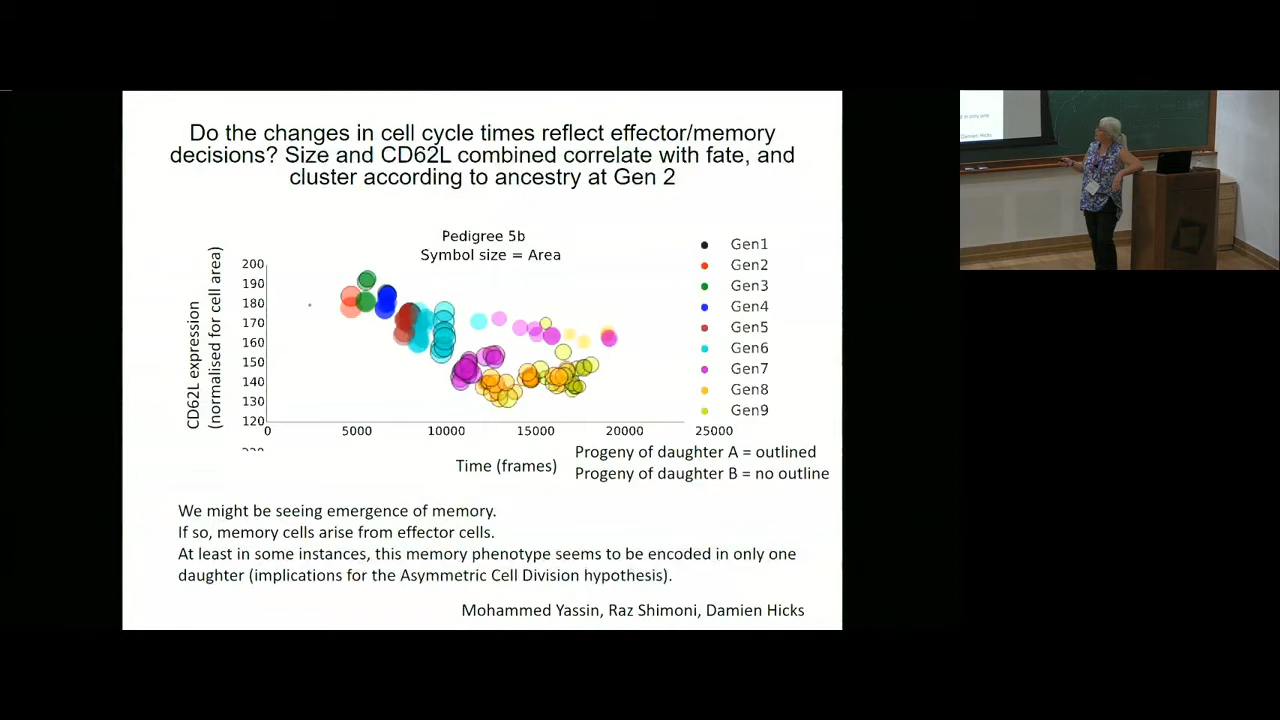 Do the changes in cell cycle times reflect effector/memory
decisions? Size and CD62L combined correlate with fate, and
cluster according to ancestry at Gen 2
Pedigree 5b
Symbol size = Area
CD62L expression
(normalised for cell area)
200
190
180
170
160
150
140
130
120
0
5000
10000
15000
20000
25000
Time (frames)
Gen1
Gen2
Gen3
Gen4
Gen5
Gen6
Gen7
Gen8
Gen9
Progeny of daughter A = outlined
Progeny of daughter B = no outline
We might be seeing emergence of memory.
If so, memory cells arise from effector cells.
At least in some instances, this memory phenotype seems to be encoded in only one
daughter (implications for the Asymmetric Cell Division hypothesis).
Mohammed Yassin, Raz Shimoni, Damien Hicks